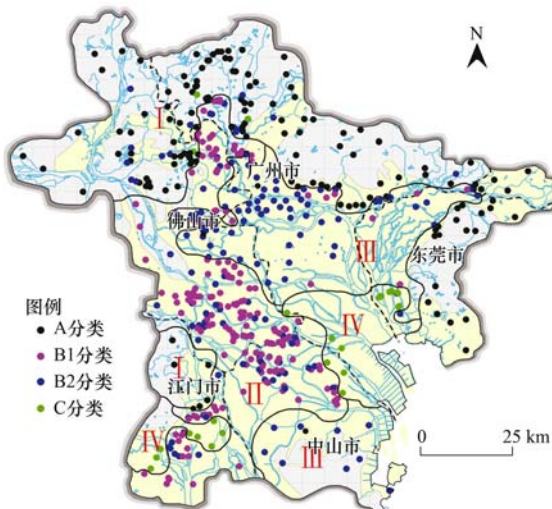 N
I
广州市
佛山市
III
东莞市
图例
A分类
B1分类
B2分类
C分类
IV
I
江门市
II
IV
中山市
III
0 25 km